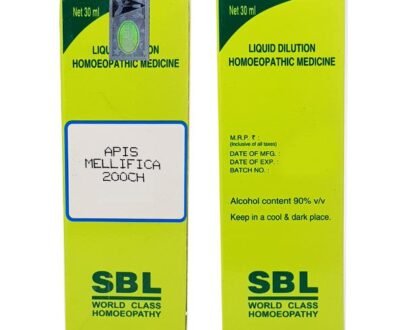 Net 30 ml
LIQUID DILUTION
HOMOEOPATHIC MEDICINE
APIS
MELLIFICA
200CH
SBL
WORLD CLASS
HOMOEOPATHY
Net 30 ml
LIQUID DILUTION
HOMOEOPATHIC MEDICINE
M.R.P. ₹ :
(Inclusive of all taxes)
DATE OF MFG. :
DATE OF EXP. :
BATCH NO. :
Alcohol content 90% v/v
Keep in a cool & dark place.
SBL
WORLD CLASS
HOMOEOPATHY